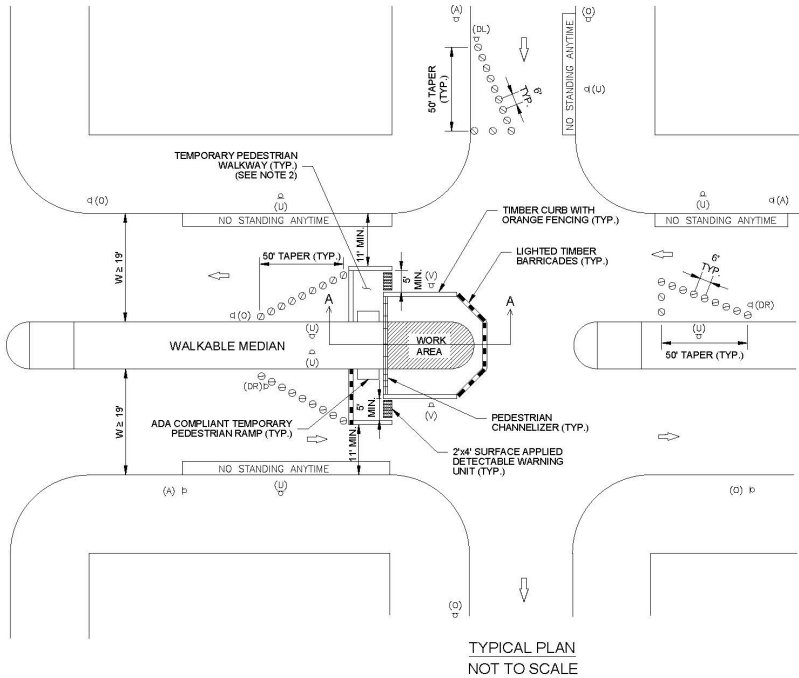 (A)
(O)
(DL)
NO STANDING ANYTIME
50' TAPER
(TYP.)
6'
TYP.
(U)
TEMPORARY PEDESTRIAN
WALKWAY (TYP.)
(SEE NOTE 2)
(O)
(U)
NO STANDING ANYTIME
(U)
(A)
NO STANDING ANYTIME
TIMBER CURB WITH
ORANGE FENCING (TYP.)
11' MIN.
LIGHTED TIMBER
BARRICADES (TYP.)
W ≥ 19'
50' TAPER (TYP.)
5'
MIN.
(V)
6'
TYP.
A
A
(O)
(DR)
(U)
(U)
WALKABLE MEDIAN
WORK
AREA
50' TAPER (TYP.)
(U)
(DR)
W ≥ 19'
5'
MIN.
(V)
ADA COMPLIANT TEMPORARY
PEDESTRIAN RAMP (TYP.)
PEDESTRIAN
CHANNELIZER (TYP.)
11' MIN.
2'x4' SURFACE APPLIED
DETECTABLE WARNING
UNIT (TYP.)
NO STANDING ANYTIME
(A)
(U)
(O)
(O)
TYPICAL PLAN
NOT TO SCALE